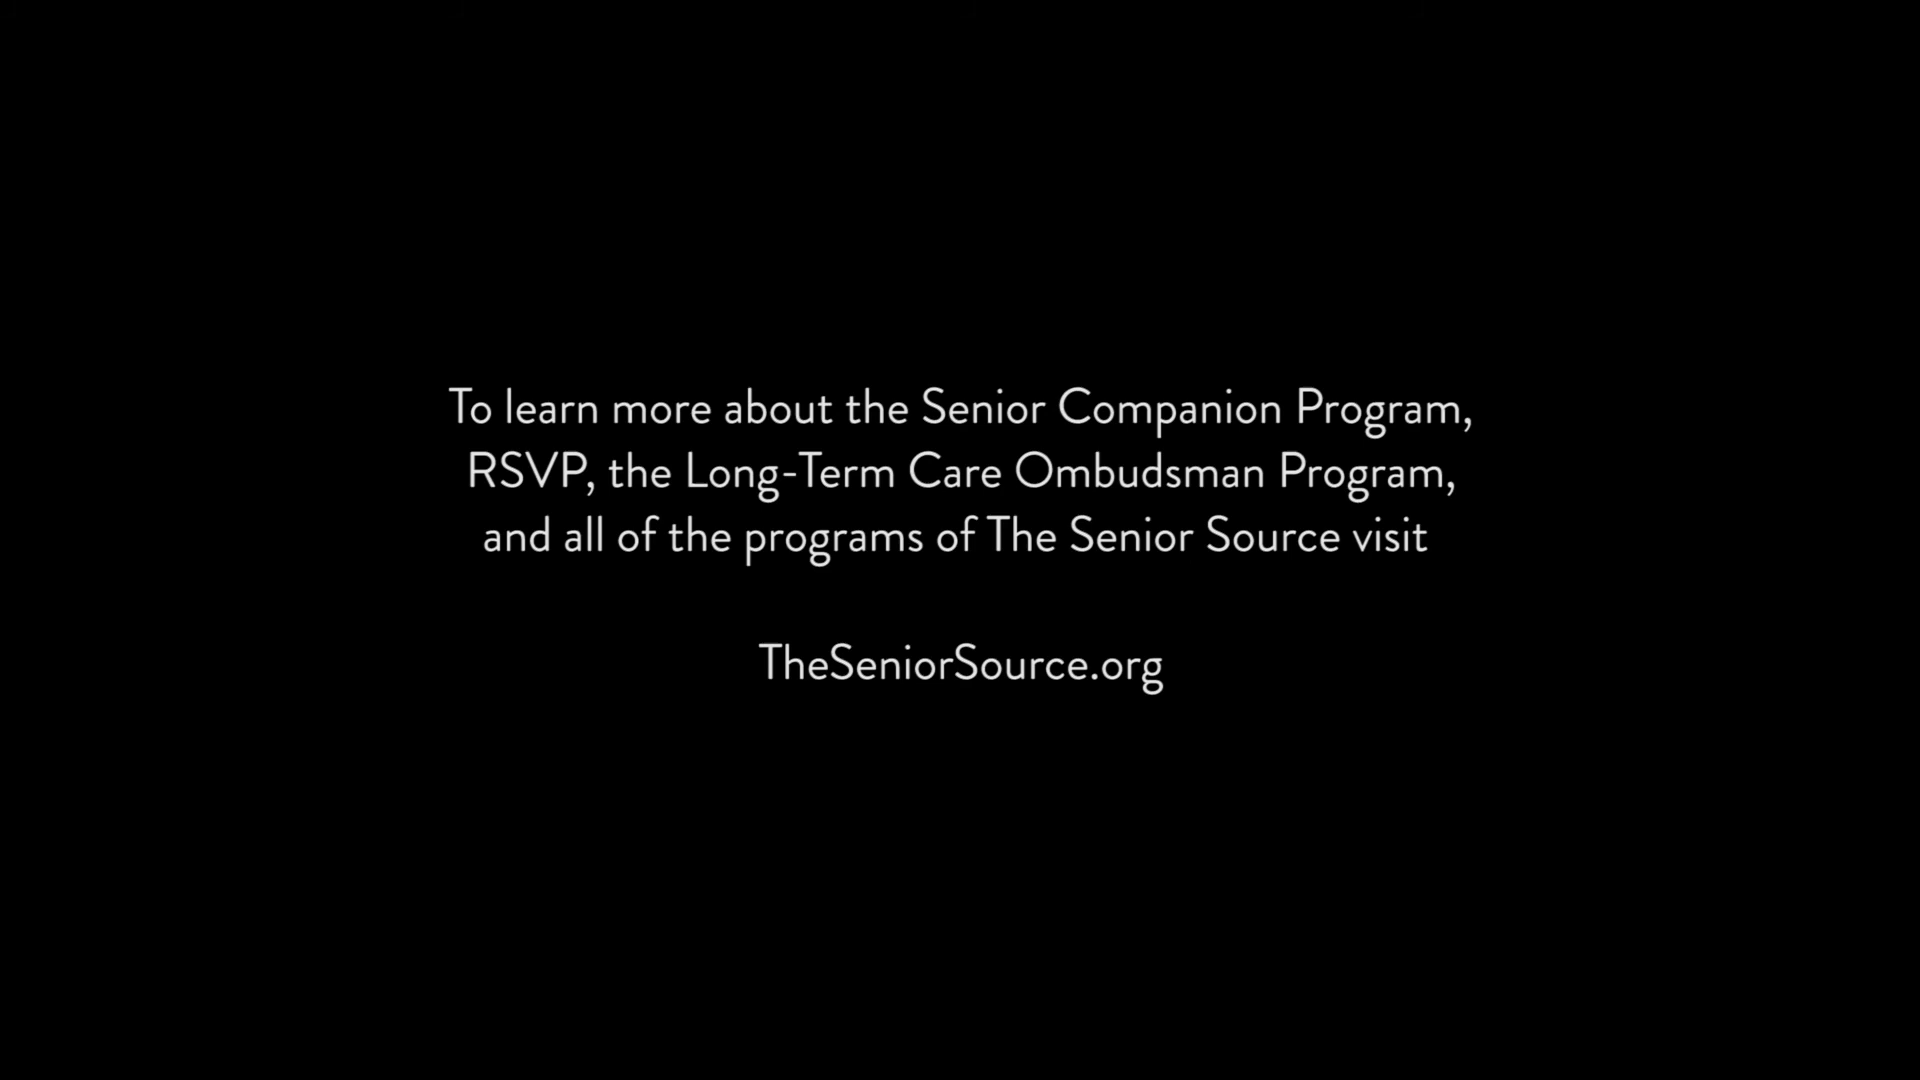 To learn more about the Senior Companion Program,
RSVP, the Long-Term Care Ombudsman Program,
and all of the programs of The Senior Source visit
TheSeniorSource.org